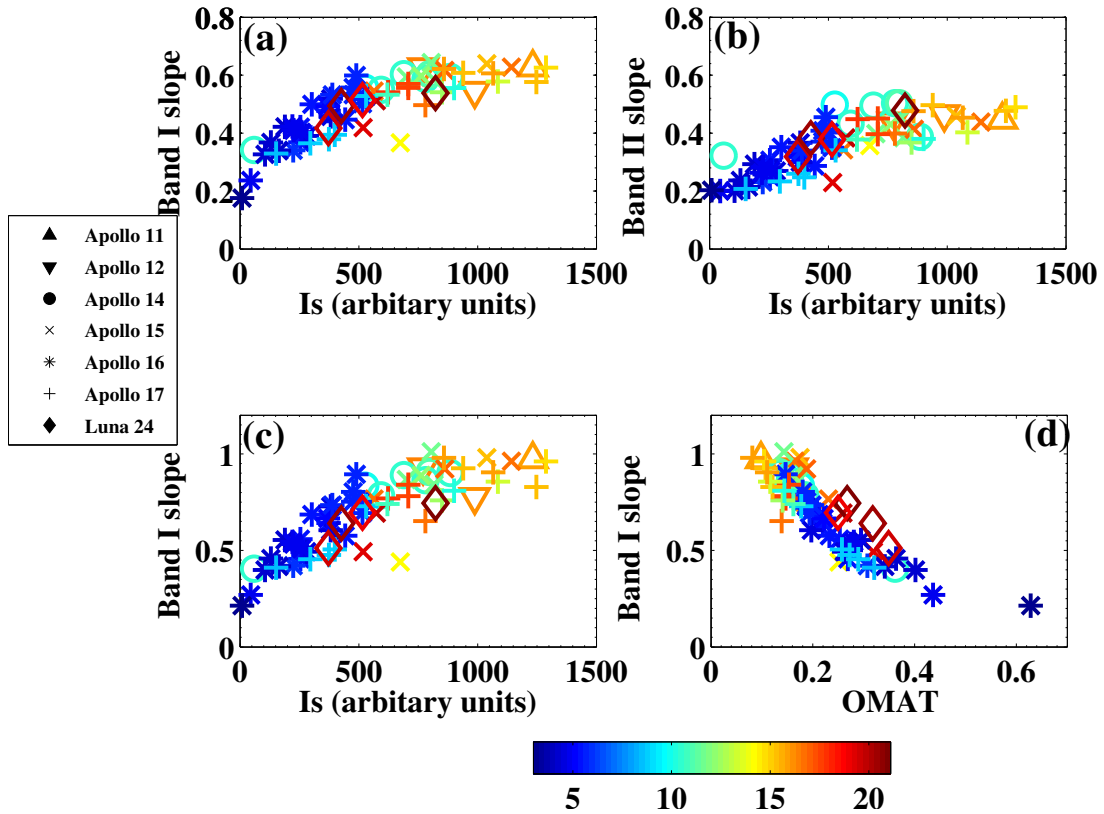 (a)
Band I slope
0.8
0.6
0.4
0.2
0
0 500 1000 1500
Is (arbitary units)
(b)
Band II slope
0.8
0.6
0.4
0.2
0
0 500 1000 1500
Is (arbitary units)
Apollo 11
Apollo 12
Apollo 14
Apollo 15
Apollo 16
Apollo 17
Luna 24
(c)
Band I slope
1
0.5
0
0 500 1000 1500
Is (arbitary units)
(d)
Band I slope
1
0.5
0
0 0.2 0.4 0.6
OMAT
5 10 15 20